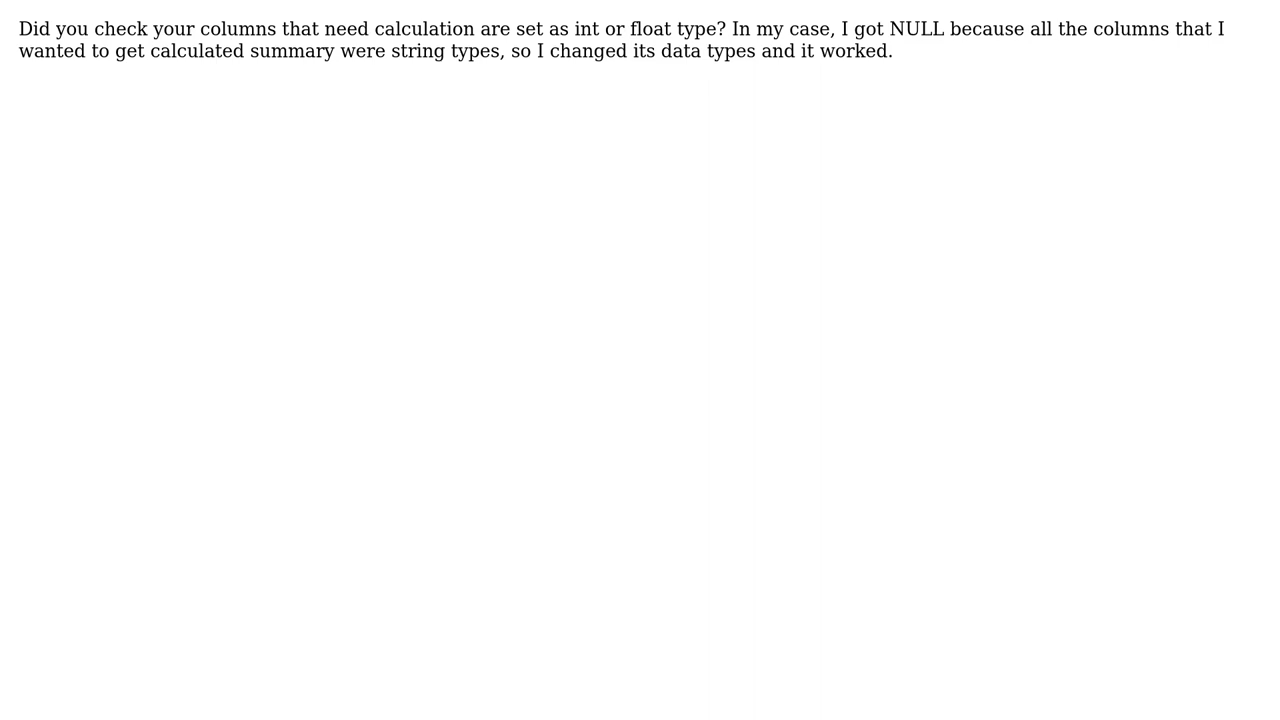 Did you check your columns that need calculation are set as int or float type? In my case, I got NULL because all the columns that I
wanted to get calculated summary were string types, so I changed its data types and it worked.